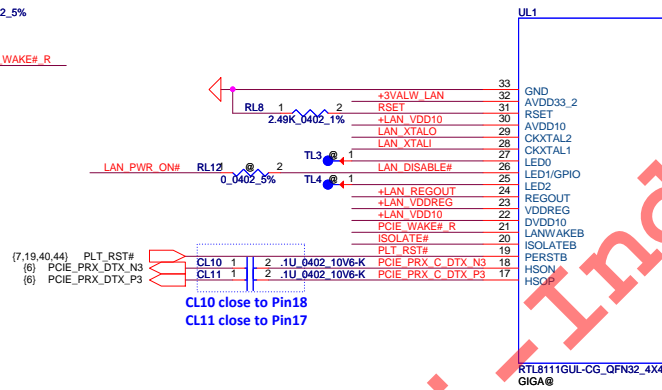 2_5%
WAKE#_R
UL1
33 GND
+3VALW_LAN 32 AVDD33_2
RL8 1 2 RSET 31 RSET
2.49K_0402_1% +LAN_VDD10 30 AVDD10
LAN_XTALO 29 CKXTAL2
LAN_XTALI 28 CKXTAL1
TL3 @ 1 27 LED0
LAN_PWR_ON# RL12 1 @ 2 LAN_DISABLE# 26 LED1/GPIO
0_0402_5% TL4 @ 1 25 LED2
+LAN_REGOUT 24 REGOUT
+LAN_VDDREG 23 VDDREG
+LAN_VDD10 22 DVDD10
PCIE_WAKE#_R 21 LANWAKEB
ISOLATE# 20 ISOLATEB
{7,19,40,44} PLT_RST# PLT_RST# 19 PERSTB
{6} PCIE_PRX_DTX_N3 CL10 1 2 .1U_0402_10V6-K PCIE_PRX_C_DTX_N3 18 HSON
{6} PCIE_PRX_DTX_P3 CL11 1 2 .1U_0402_10V6-K PCIE_PRX_C_DTX_P3 17 HSOP
CL10 close to Pin18
CL11 close to Pin17
RTL8111GUL-CG_QFN32_4X4
GIGA@